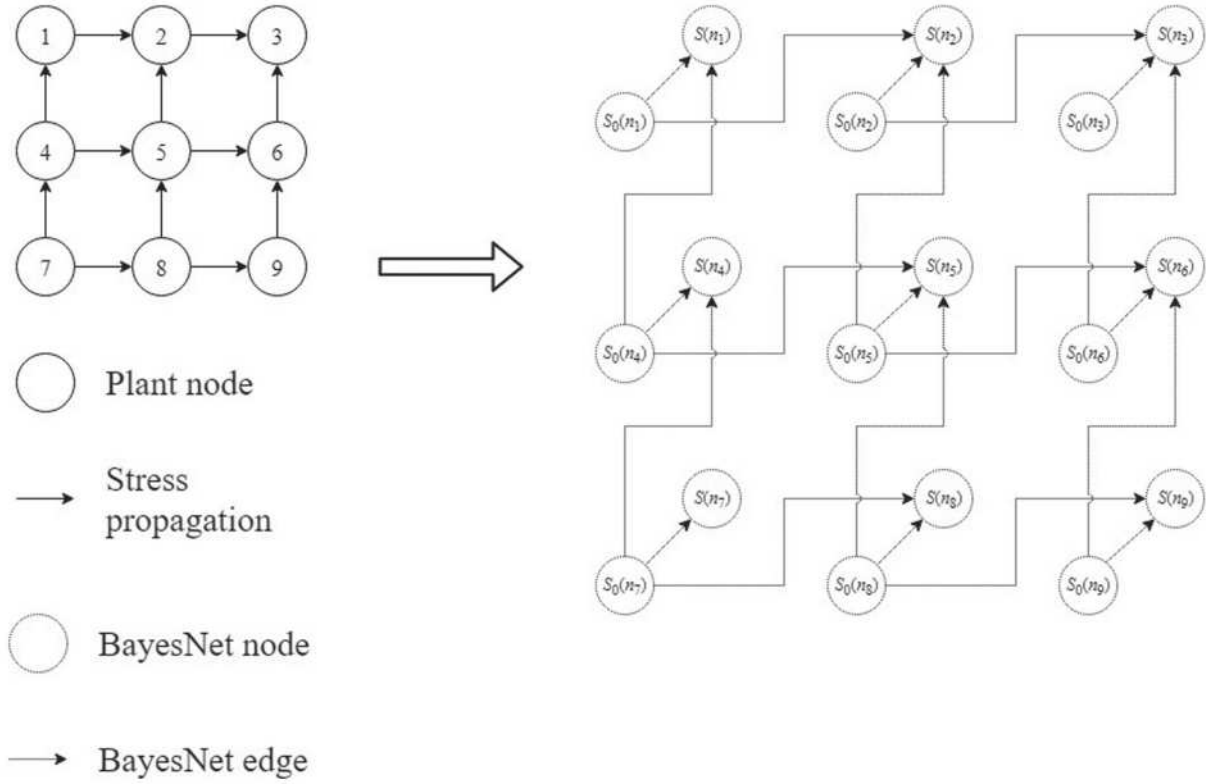 1 2 3
4 5 6
7 8 9
Plant node
Stress
propagation
BayesNet node
BayesNet edge
S(n₁) S(n₂) S(n₃)
S₀(n₁) S₀(n₂) S₀(n₃)
S(n₄) S(n₅) S(n₆)
S₀(n₄) S₀(n₅) S₀(n₆)
S(n₇) S(n₈) S(n₉)
S₀(n₇) S₀(n₈) S₀(n₉)